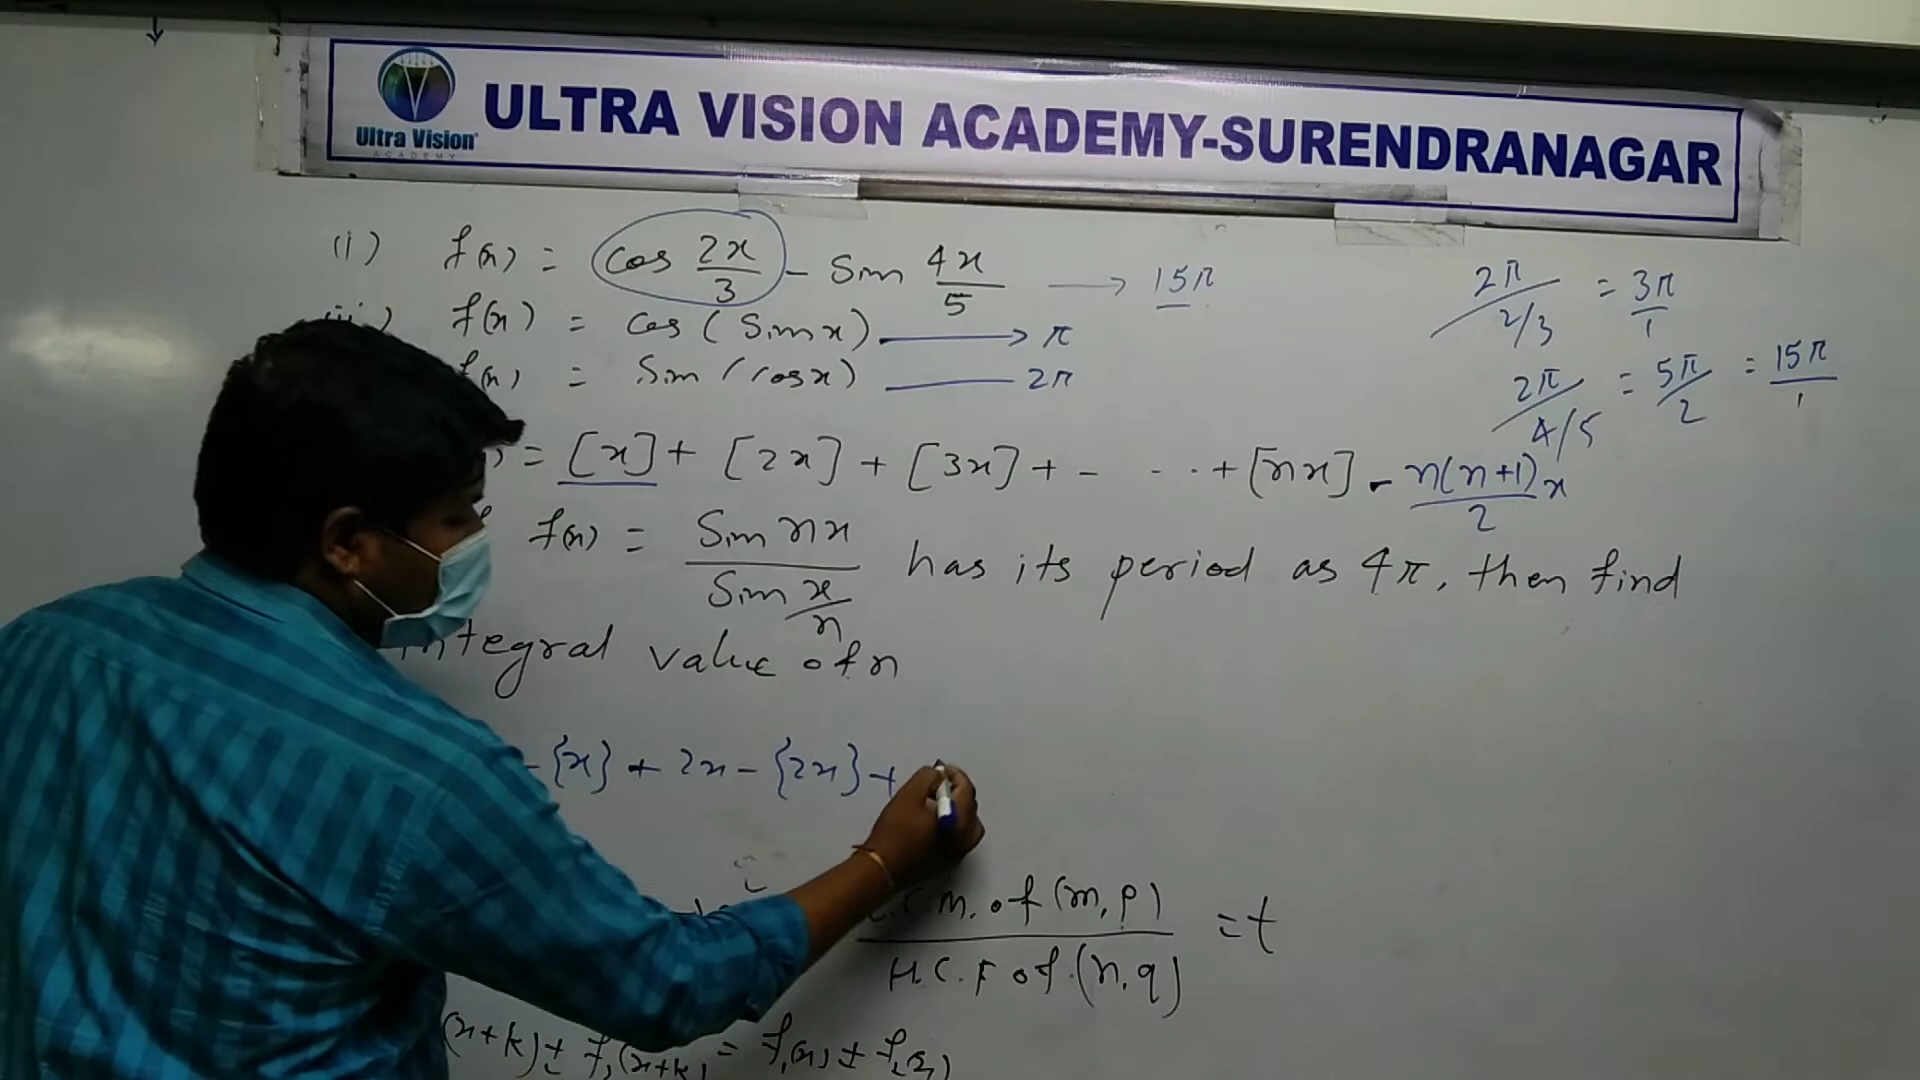 Ultra Vision
ACADEMY
ULTRA VISION ACADEMY-SURENDRANAGAR
(i) f(x) = cos 2x/3 - Sin 4x/5 → 15π
f(x) = cos (Sin x) → π
f(x) = Sin (cos x) — 2π
2π/2/3 = 3π/1
2π/4/5 = 5π/2 = 15π/1
= [x] + [2x] + [3x] + - - - + [nx] - n(n+1)/2 x
f(x) = Sin nx / Sin x/n has its period as 4π, then find
integral value of n
- {x} + 2x - {2x} +
L.C.M. of (m,p) / H.C.F of (n,q) = t